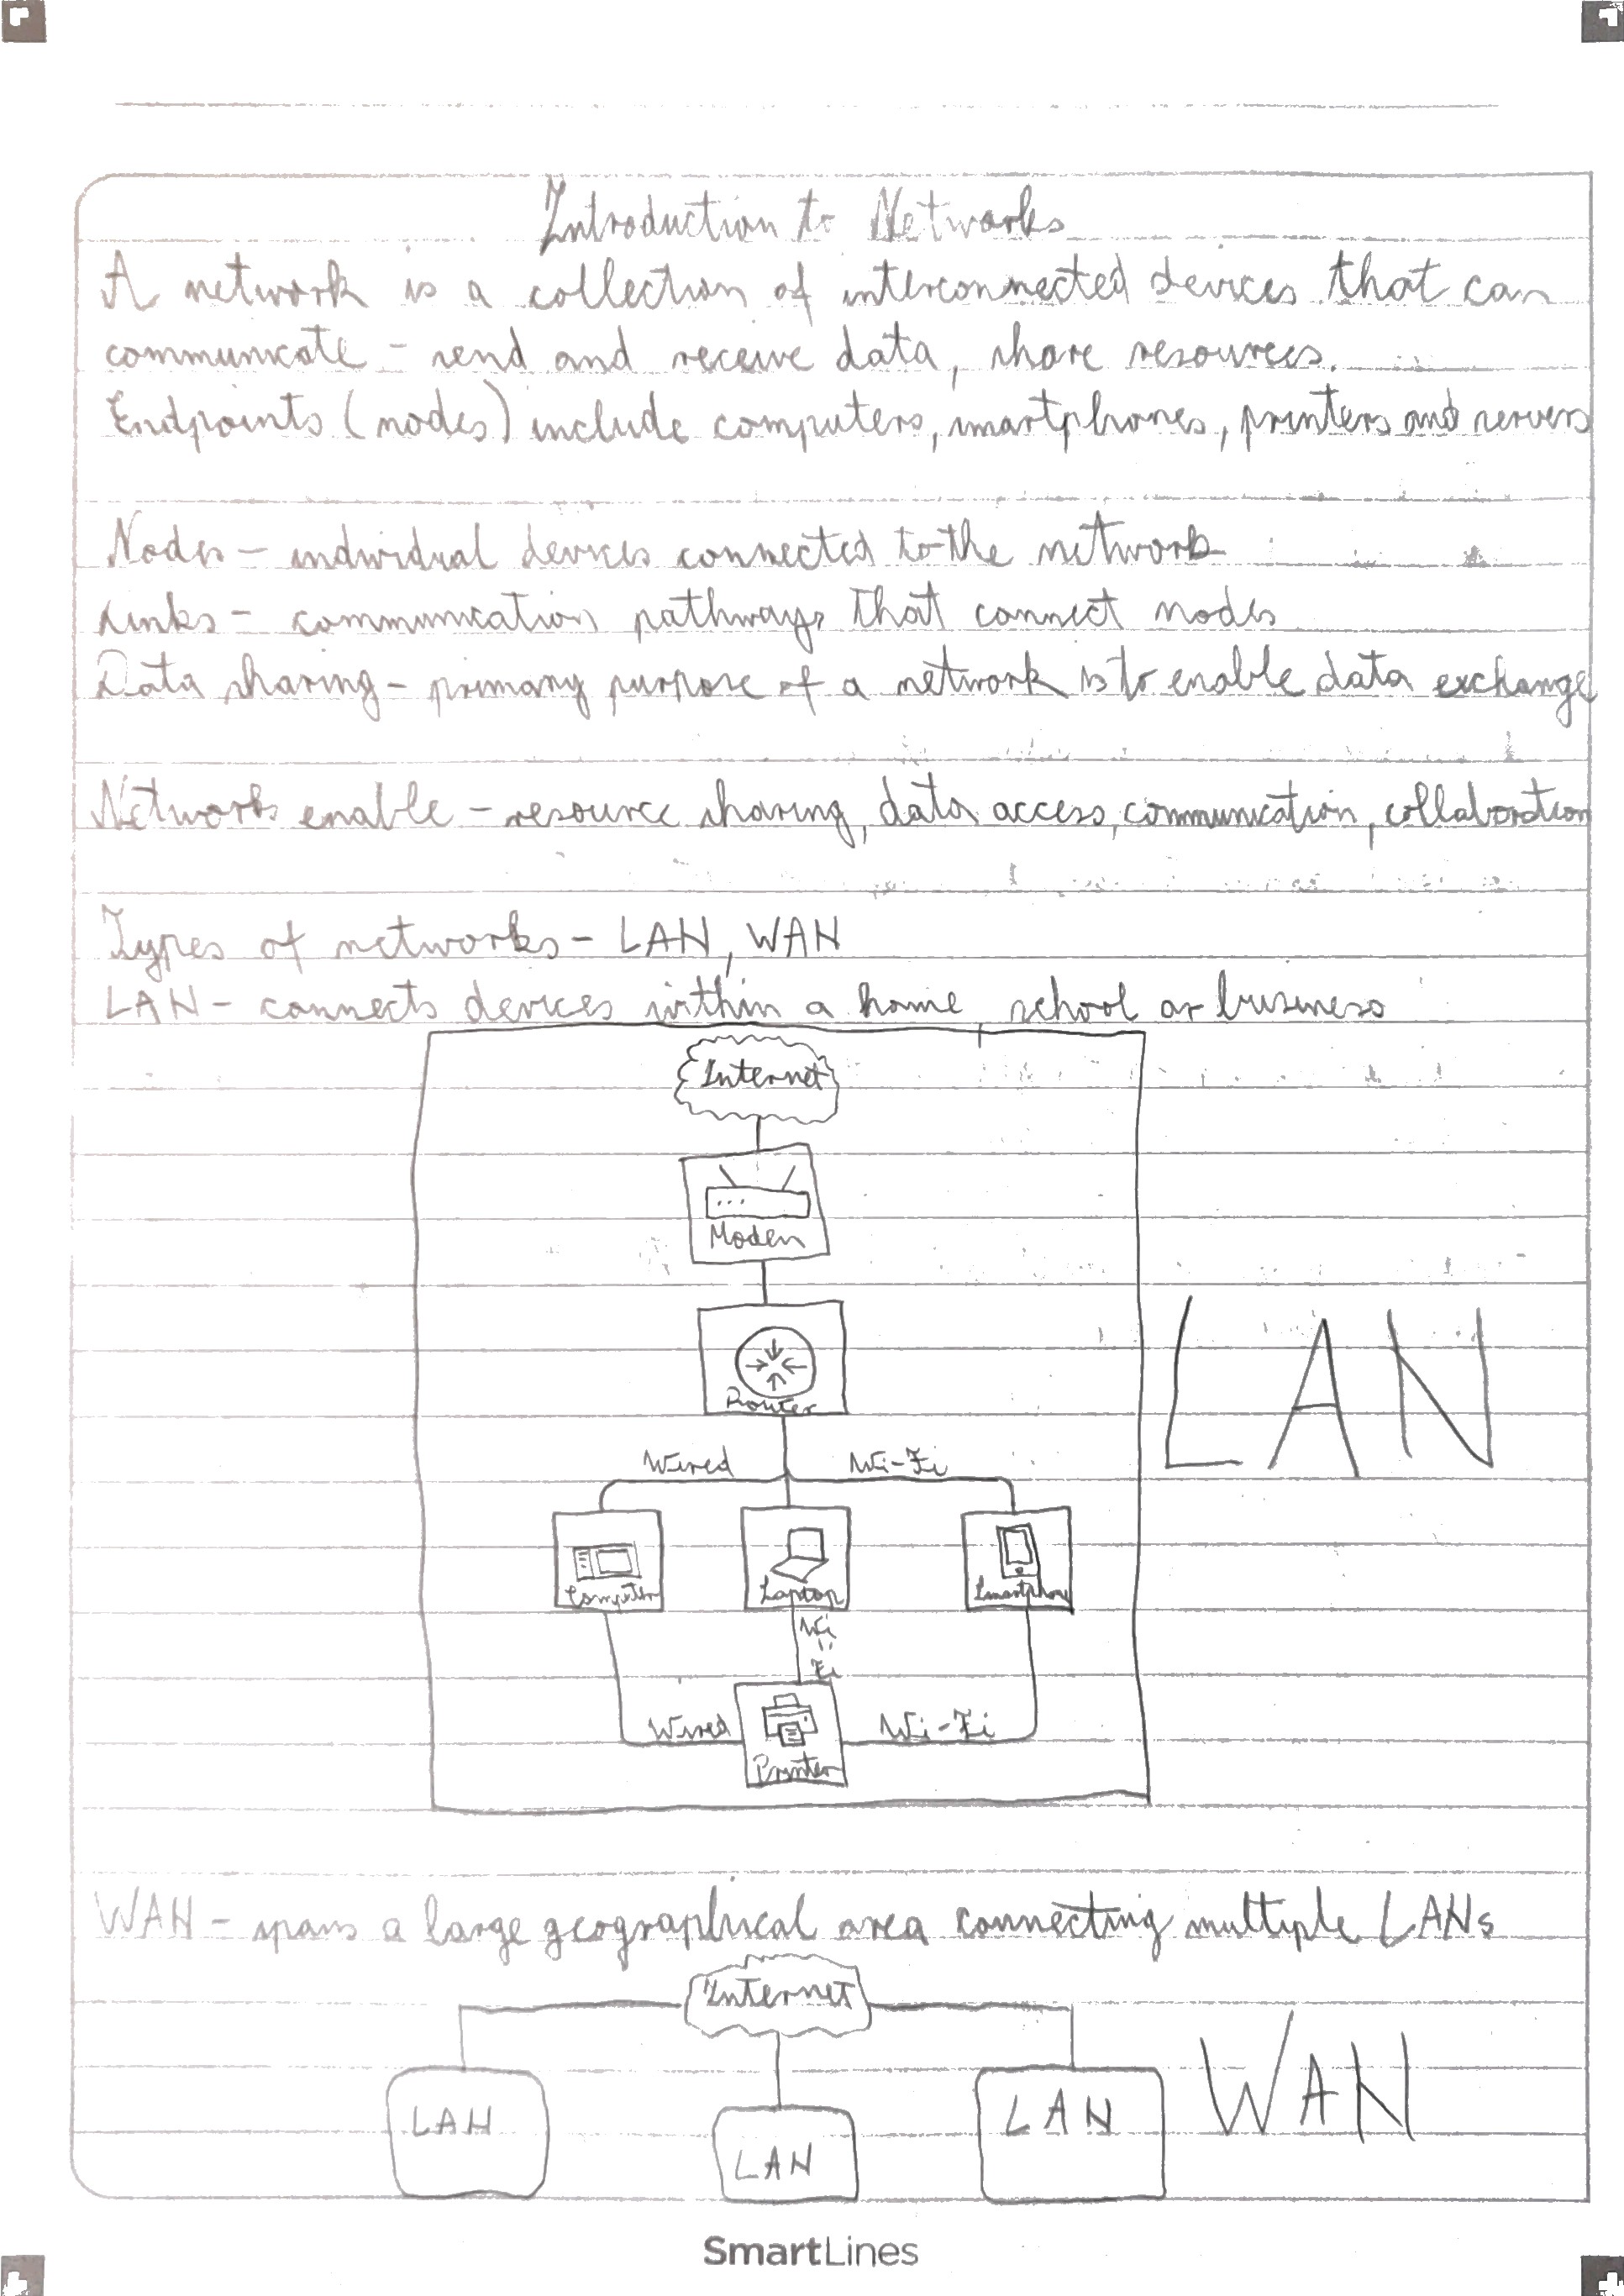 Introduction to Networks
A network is a collection of interconnected devices that can
communicate - send and receive data, share resources.
Endpoints (nodes) include computers, smartphones, printers and servers
Nodes - individual devices connected to the network
Links - communication pathways that connect nodes
Data sharing - primary purpose of a network is to enable data exchange
Networks enable - resource sharing, data access, communication, collaboration
Types of networks - LAN, WAN
LAN - connects devices within a home, school or business
Internet
Modem
Router
LAN
Wired Wi-Fi
Computer Laptop Smartphone
Wi-Fi
Wired Wi-Fi
Printer
WAN - spans a large geographical area connecting multiple LANs
Internet
WAN
LAN LAN LAN
SmartLines